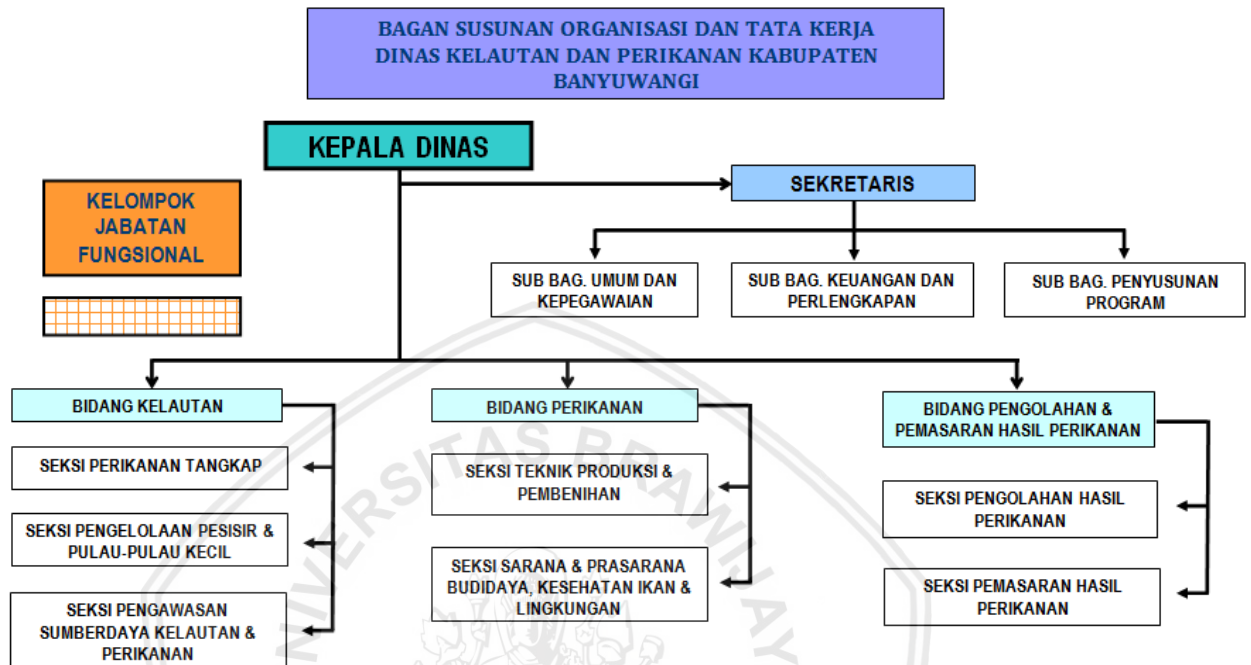 BAGAN SUSUNAN ORGANISASI DAN TATA KERJA
DINAS KELAUTAN DAN PERIKANAN KABUPATEN
BANYUWANGI
KEPALA DINAS
SEKRETARIS
KELOMPOK
JABATAN
FUNGSIONAL
SUB BAG. UMUM DAN
KEPEGAWAIAN
SUB BAG. KEUANGAN DAN
PERLENGKAPAN
SUB BAG. PENYUSUNAN
PROGRAM
BIDANG KELAUTAN
SEKSI PERIKANAN TANGKAP
SEKSI PENGELOLAAN PESISIR &
PULAU-PULAU KECIL
SEKSI PENGAWASAN
SUMBERDAYA KELAUTAN &
PERIKANAN
BIDANG PERIKANAN
SEKSI TEKNIK PRODUKSI &
PEMBENIHAN
SEKSI SARANA & PRASARANA
BUDIDAYA, KESEHATAN IKAN &
LINGKUNGAN
BIDANG PENGOLAHAN &
PEMASARAN HASIL PERIKANAN
SEKSI PENGOLAHAN HASIL
PERIKANAN
SEKSI PEMASARAN HASIL
PERIKANAN